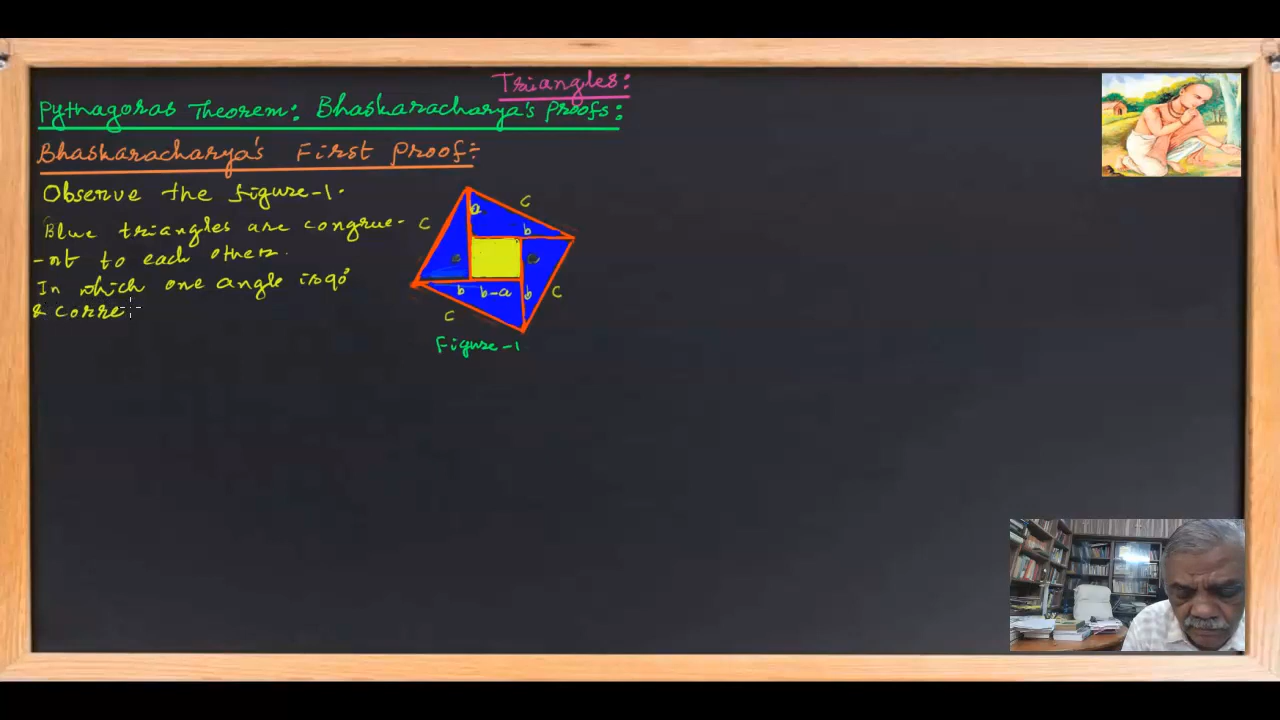 Triangles:
Pythagoras Theorem: Bhaskaracharya's Proofs:
Bhaskaracharya's First Proof:
Observe the figure-1.
Blue triangles are congrue-
-nt to each others.
In which one angle is 90°
& corre
a
c
c
b
b
b-a
b
c
c
Figure-1